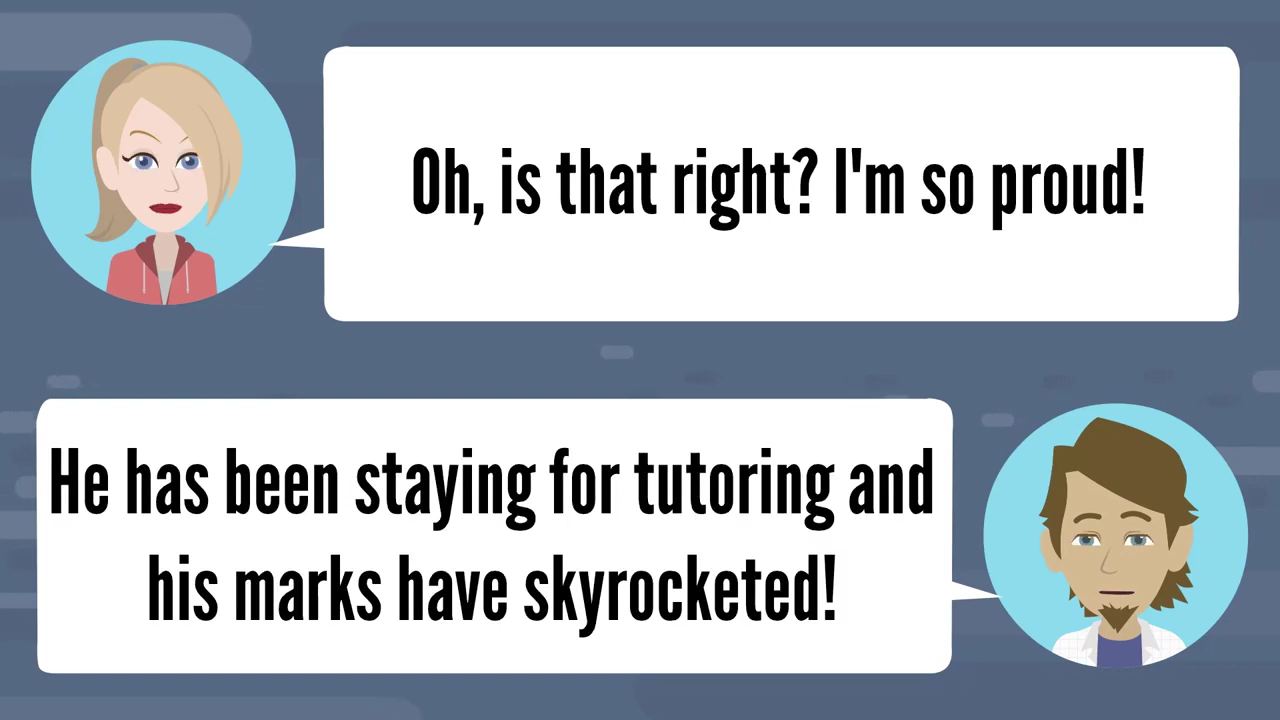 Oh, is that right? I'm so proud!
He has been staying for tutoring and
his marks have skyrocketed!